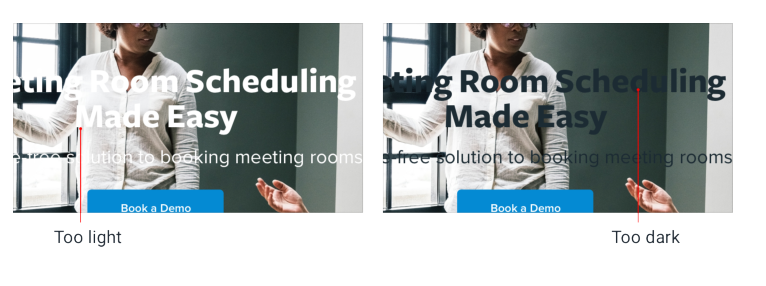 eting Room Scheduling
Made Easy
e-free solution to booking meeting rooms
Book a Demo
Too light
eting Room Scheduling
Made Easy
s-free solution to booking meeting rooms
Book a Demo
Too dark